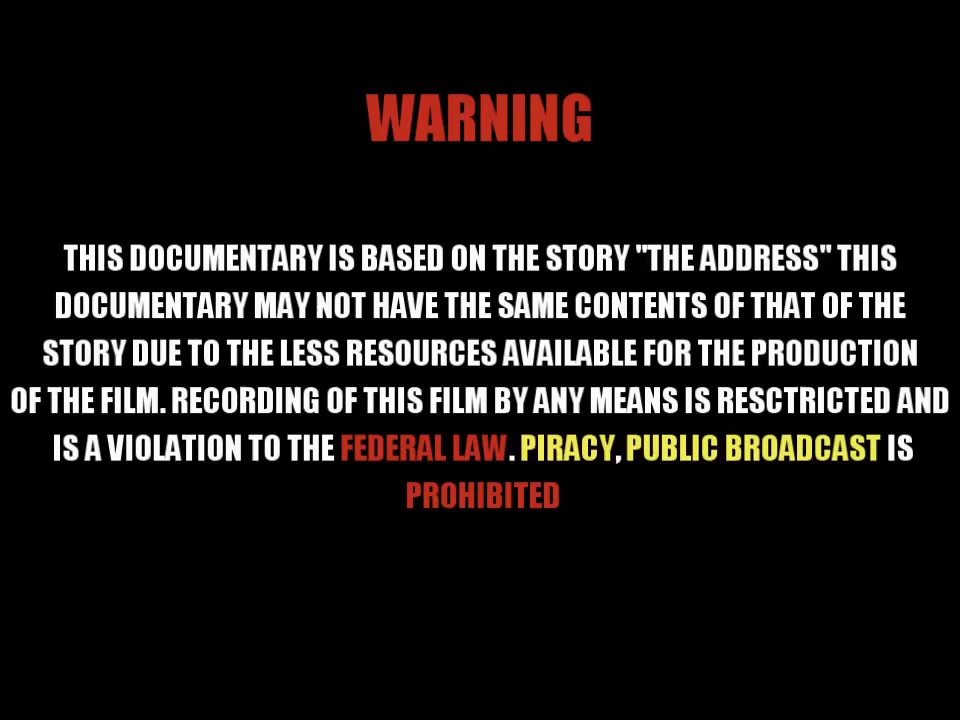 WARNING
THIS DOCUMENTARY IS BASED ON THE STORY "THE ADDRESS" THIS
DOCUMENTARY MAY NOT HAVE THE SAME CONTENTS OF THAT OF THE
STORY DUE TO THE LESS RESOURCES AVAILABLE FOR THE PRODUCTION
OF THE FILM. RECORDING OF THIS FILM BY ANY MEANS IS RESCTRICTED AND
IS A VIOLATION TO THE FEDERAL LAW. PIRACY, PUBLIC BROADCAST IS
PROHIBITED